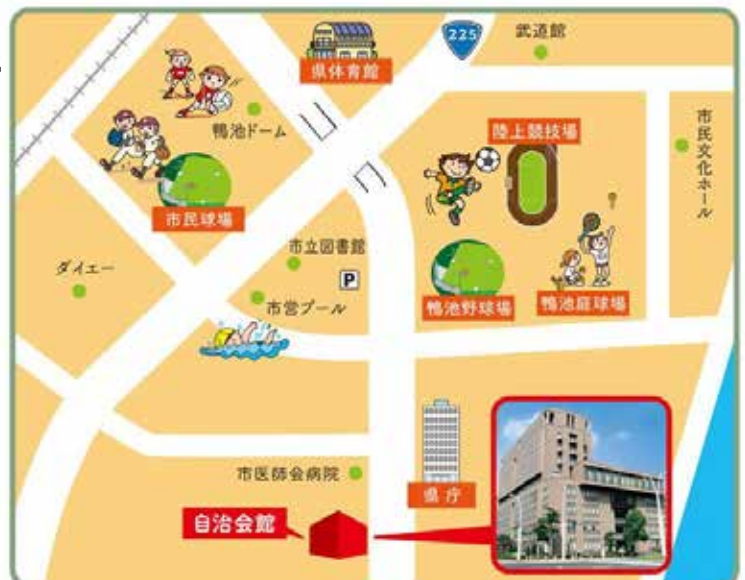 225
武道館
県体育館
鴨池ドーム
陸上競技場
市民文化ホール
市民球場
市立図書館
P
ダイエー
市営プール
鴨池野球場
鴨池庭球場
市医師会病院
県庁
自治会館